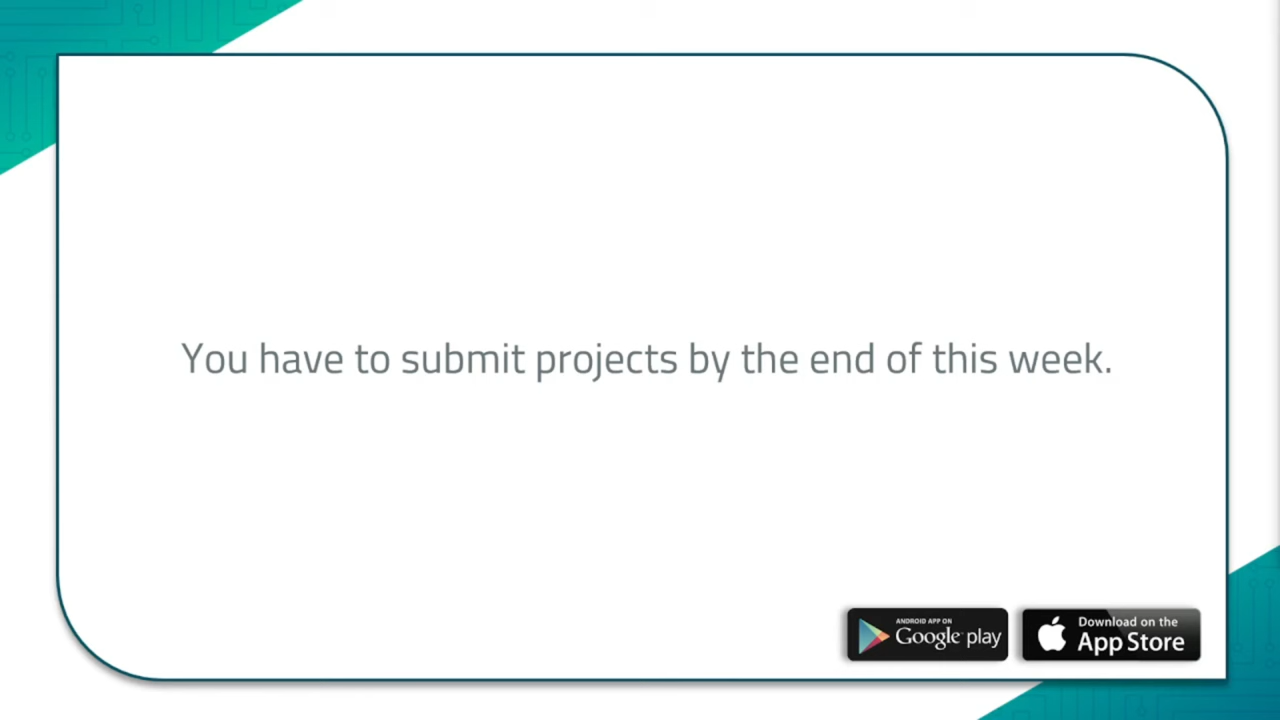 You have to submit projects by the end of this week.
ANDROID APP ON
Google play
Download on the
App Store